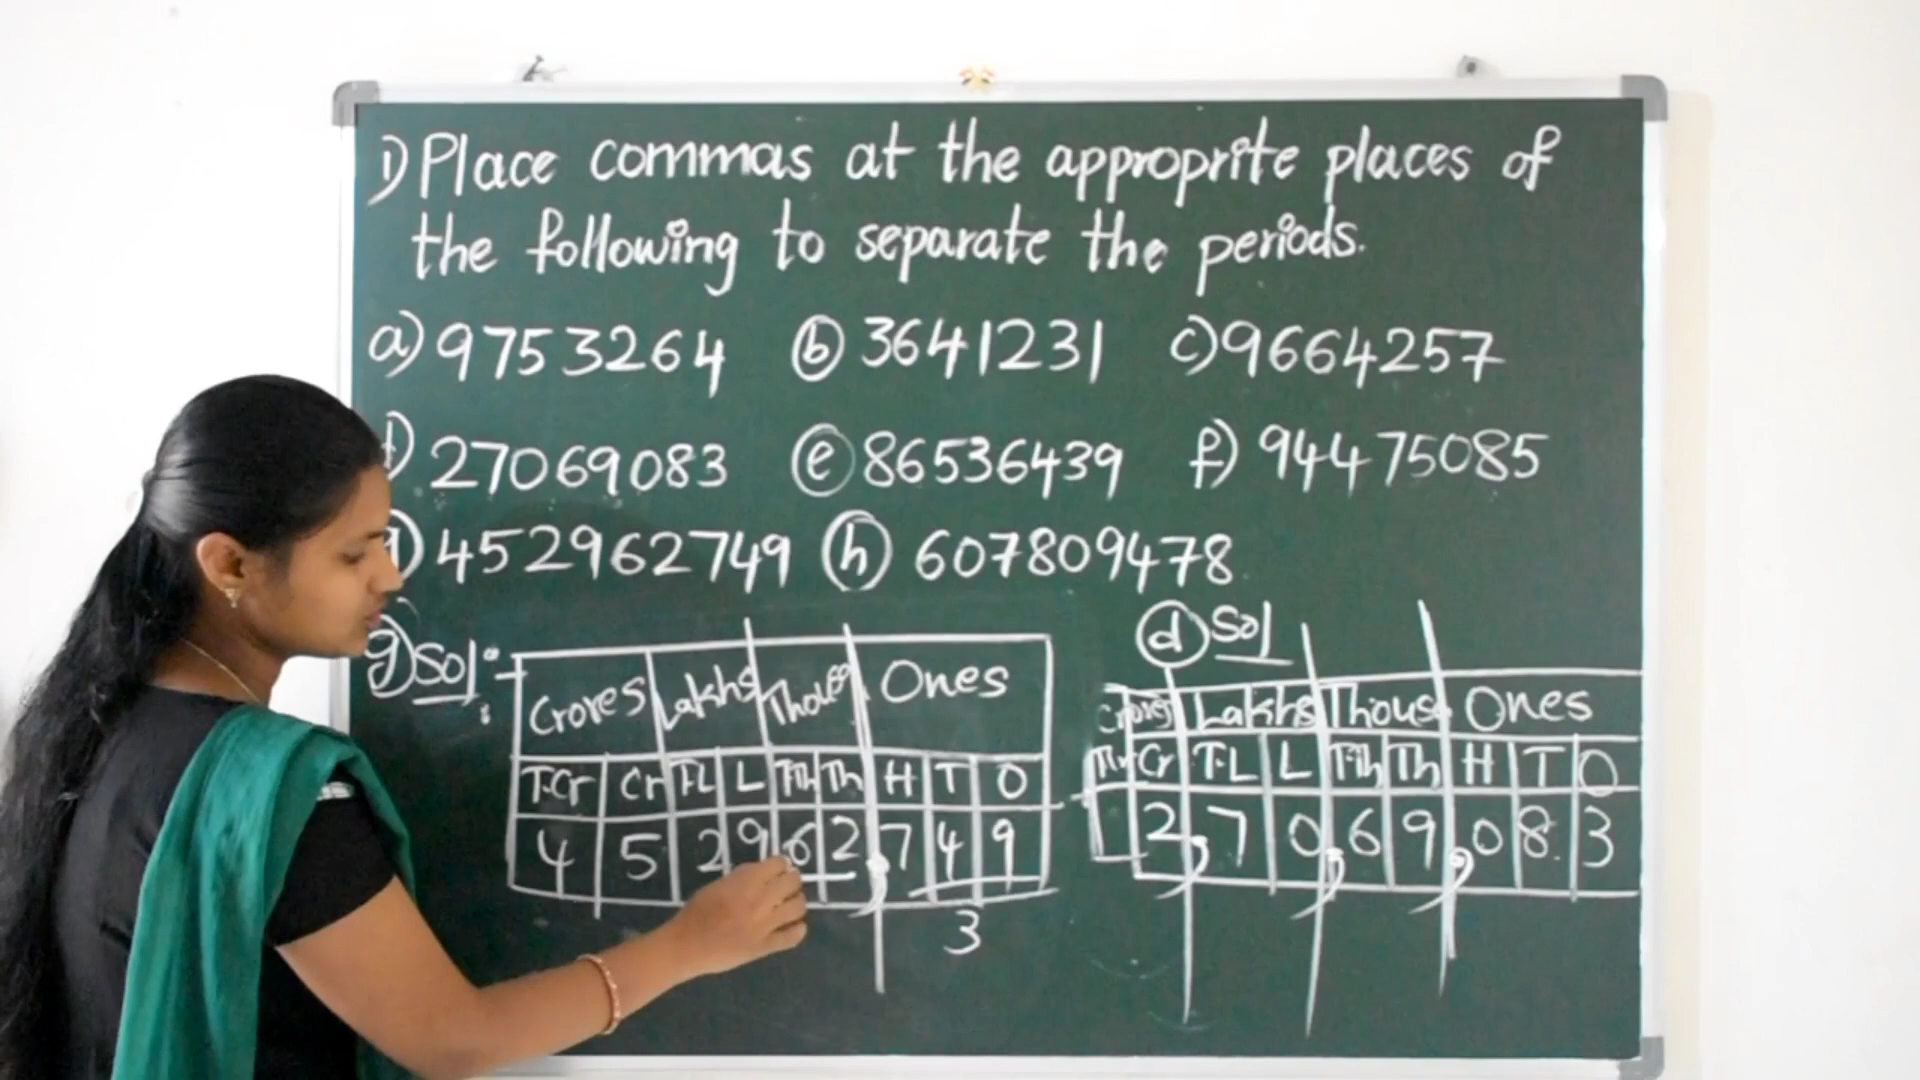 1) Place commas at the approprite places of
the following to separate the periods.
a) 9753264 b) 3641231 c) 9664257
d) 27069083 e) 86536439 f) 94475085
g) 452962749 h) 607809478
g) Sol:-
Crores Lakhs Ones
T.Cr Cr T.L L T.Th Th H T O
4 5 2 9 6 2 , 7 4 9
3
d) Sol
Crores Lakhs Thous Ones
Cr T.L L T.Th Th H T O
2 , 7 0 , 6 9 , 0 8 3